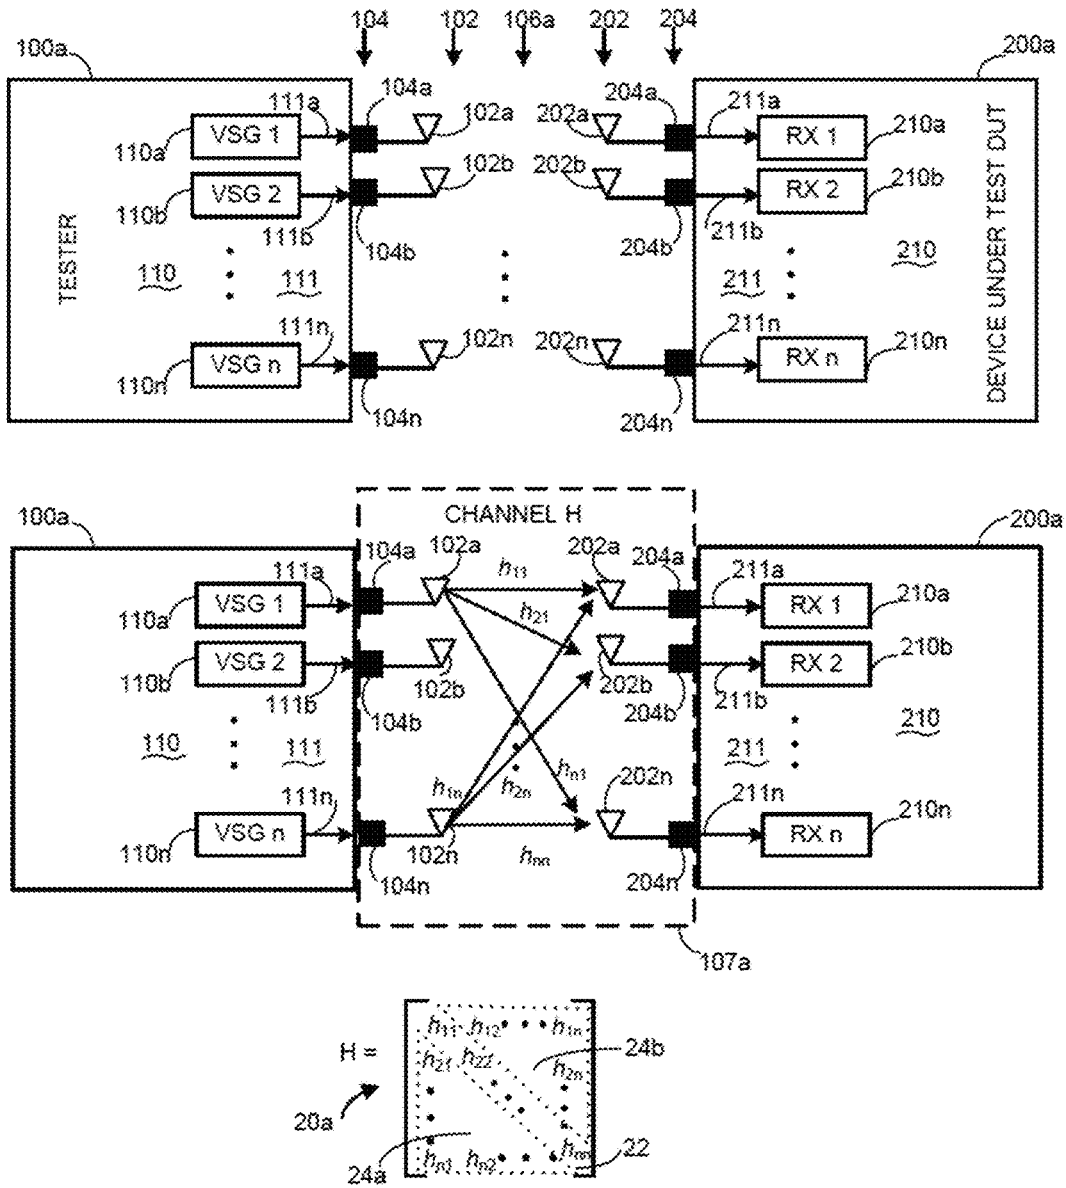 104 102 106a 202 204
100a 200a
111a 104a 102a 202a 204a 211a
VSG 1 RX 1
110a 210a
VSG 2 102b 202b RX 2
110b 111b 104b 204b 211b 210b
TESTER
110 111 211 210
DEVICE UNDER TEST DUT
111n 102n 202n 211n
VSG n RX n
110n 104n 204n 210n
100a 200a
CHANNEL H
111a 104a 102a 202a 204a 211a
VSG 1 h11 RX 1
110a h21 210a
VSG 2 RX 2
110b 111b 104b 102b 202b 204b 211b 210b
110 111 211 210
h1n h2n hn1
111n 202n 211n
VSG n RX n
110n 102n hnn 210n
104n 204n
107a
H =
h11 h12 h1n
h21 h22 h2n
hn1 hn2 hnn
24b
20a
24a
22